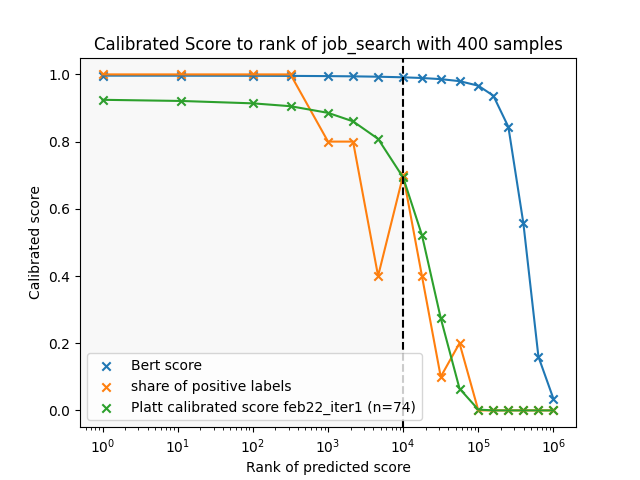 Calibrated Score to rank of job_search with 400 samples
Calibrated score
1.0
0.8
0.6
0.4
0.2
0.0
Bert score
share of positive labels
Platt calibrated score feb22_iter1 (n=74)
10^0 10^1 10^2 10^3 10^4 10^5 10^6
Rank of predicted score